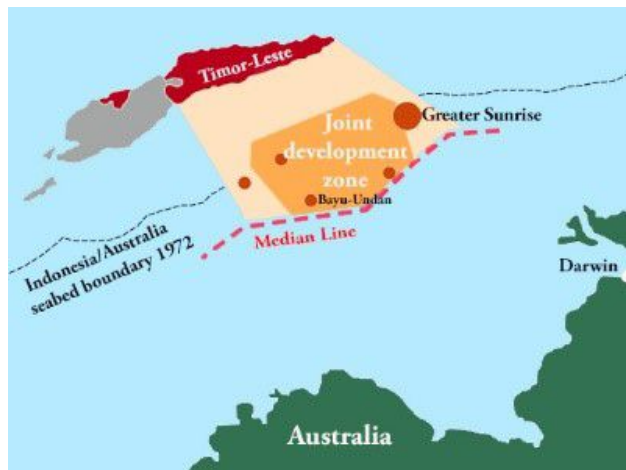 Timor-Leste
Greater Sunrise
Joint
development
zone
Bayu-Undan
Median Line
Indonesia/Australia
seabed boundary 1972
Darwin
Australia